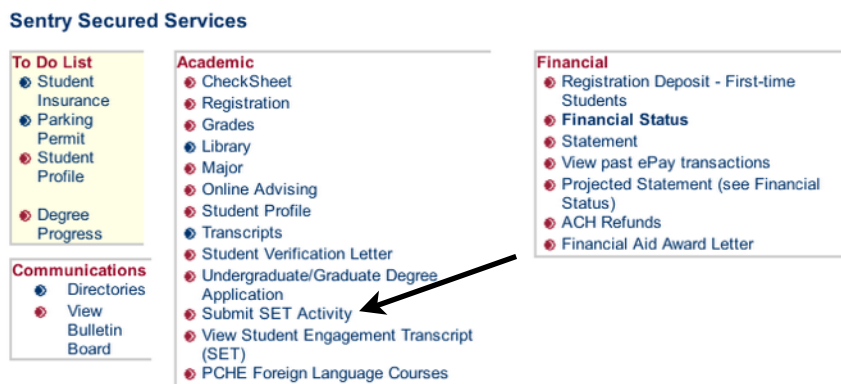 Sentry Secured Services
To Do List
Student
Insurance
Parking
Permit
Student
Profile
Degree
Progress
Communications
Directories
View
Bulletin
Board
Academic
CheckSheet
Registration
Grades
Library
Major
Online Advising
Student Profile
Transcripts
Student Verification Letter
Undergraduate/Graduate Degree
Application
Submit SET Activity
View Student Engagement Transcript
(SET)
PCHE Foreign Language Courses
Financial
Registration Deposit - First-time
Students
Financial Status
Statement
View past ePay transactions
Projected Statement (see Financial
Status)
ACH Refunds
Financial Aid Award Letter